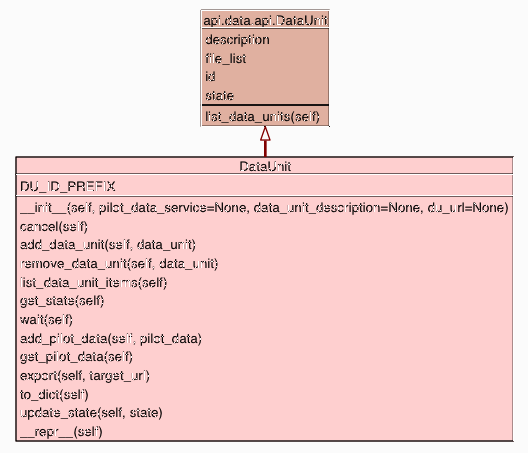 api.data.api.DataUnit
description
file_list
id
state
list_data_units(self)
DataUnit
DU_ID_PREFIX
__init__(self, pilot_data_service=None, data_unit_description=None, du_url=None)
cancel(self)
add_data_unit(self, data_unit)
remove_data_unit(self, data_unit)
list_data_unit_items(self)
get_state(self)
wait(self)
add_pilot_data(self, pilot_data)
get_pilot_data(self)
export(self, target_url)
to_dict(self)
update_state(self, state)
__repr__(self)